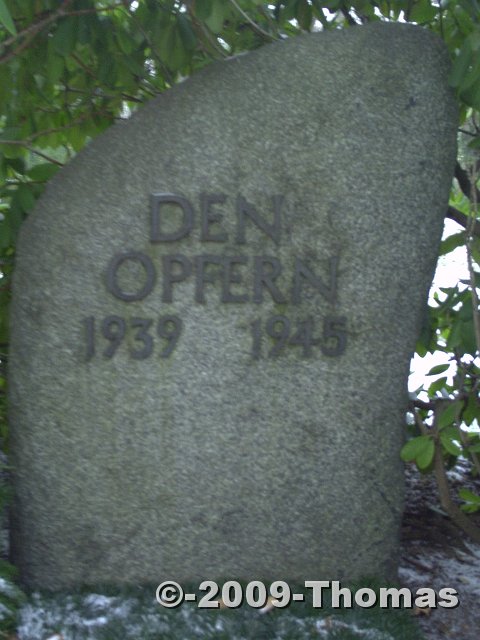 DEN
OPFERN
1939 1945
©-2009-Thomas